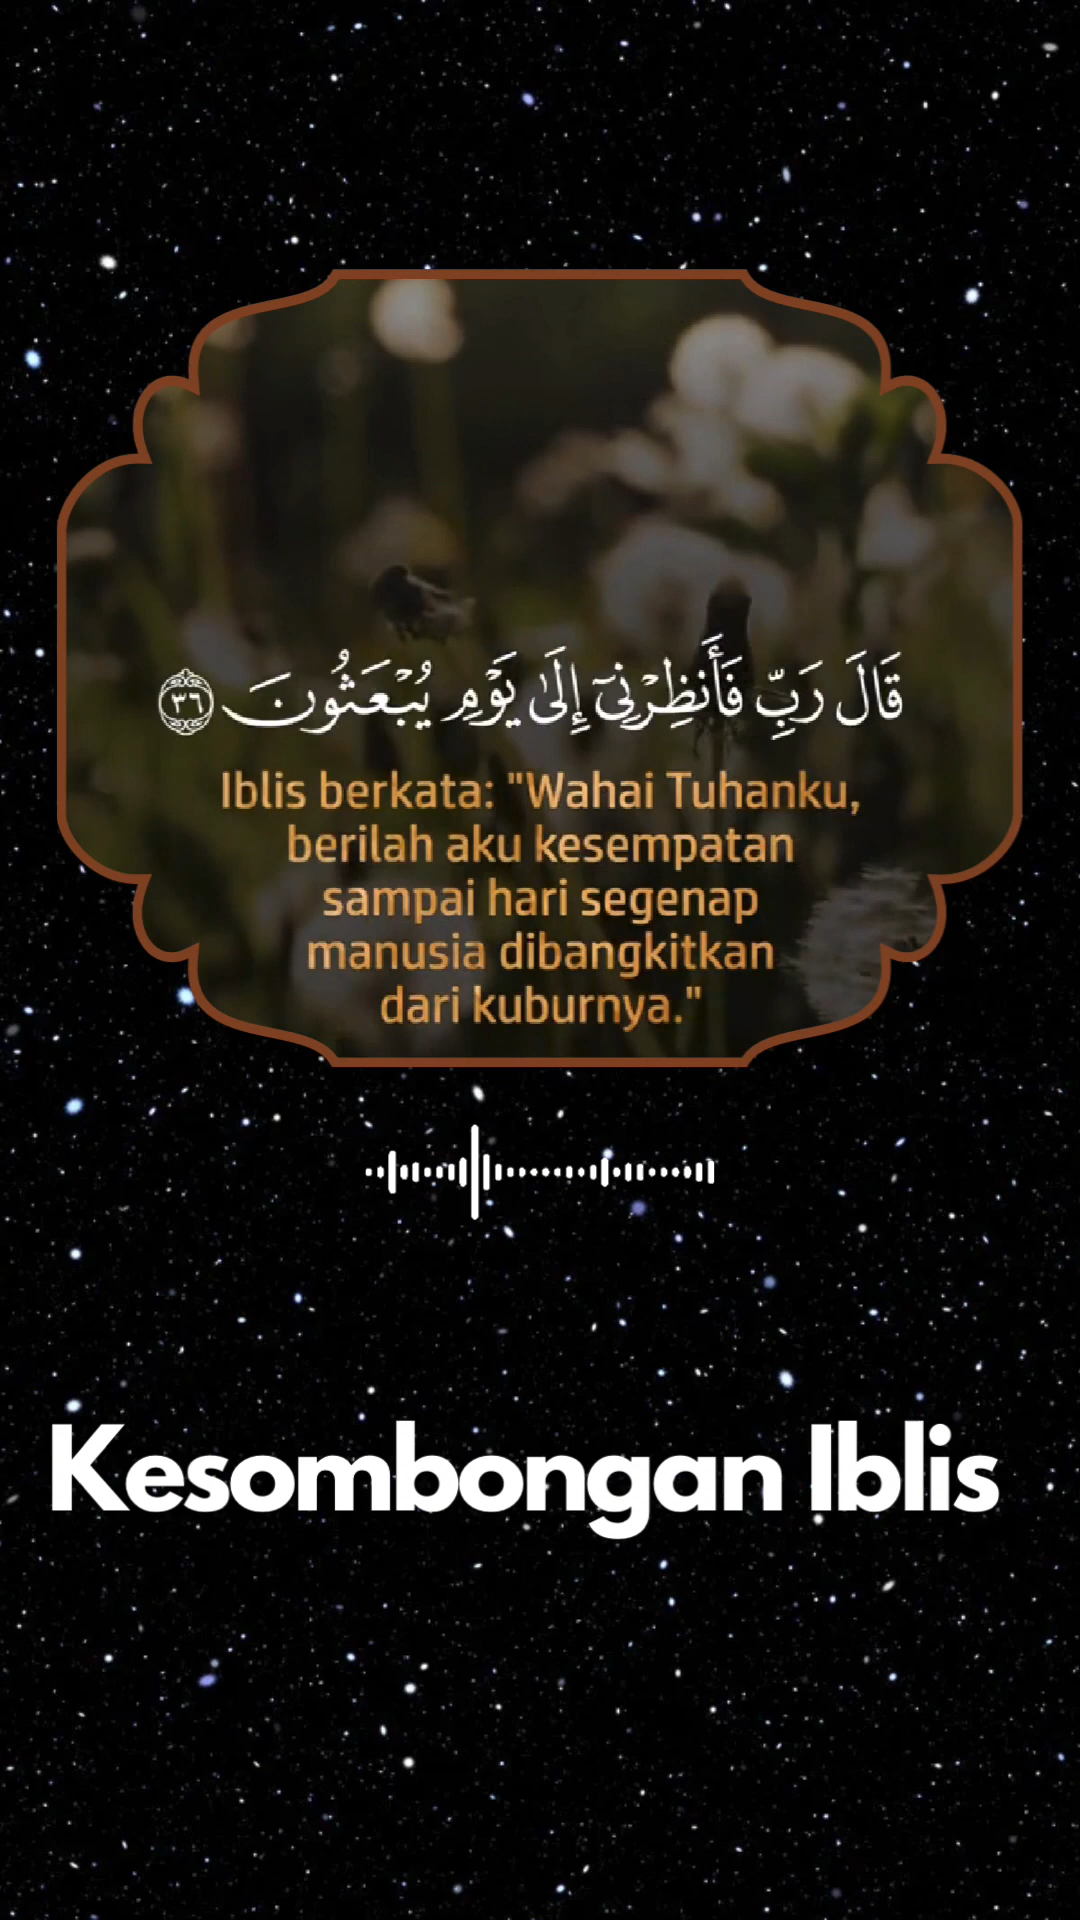 قَالَ رَبِّ فَأَنظِرْنِىٓ إِلَىٰ يَوْمِ يُبْعَثُونَ ٣٦
Iblis berkata: "Wahai Tuhanku,
berilah aku kesempatan
sampai hari segenap
manusia dibangkitkan
dari kuburnya."
Kesombongan Iblis